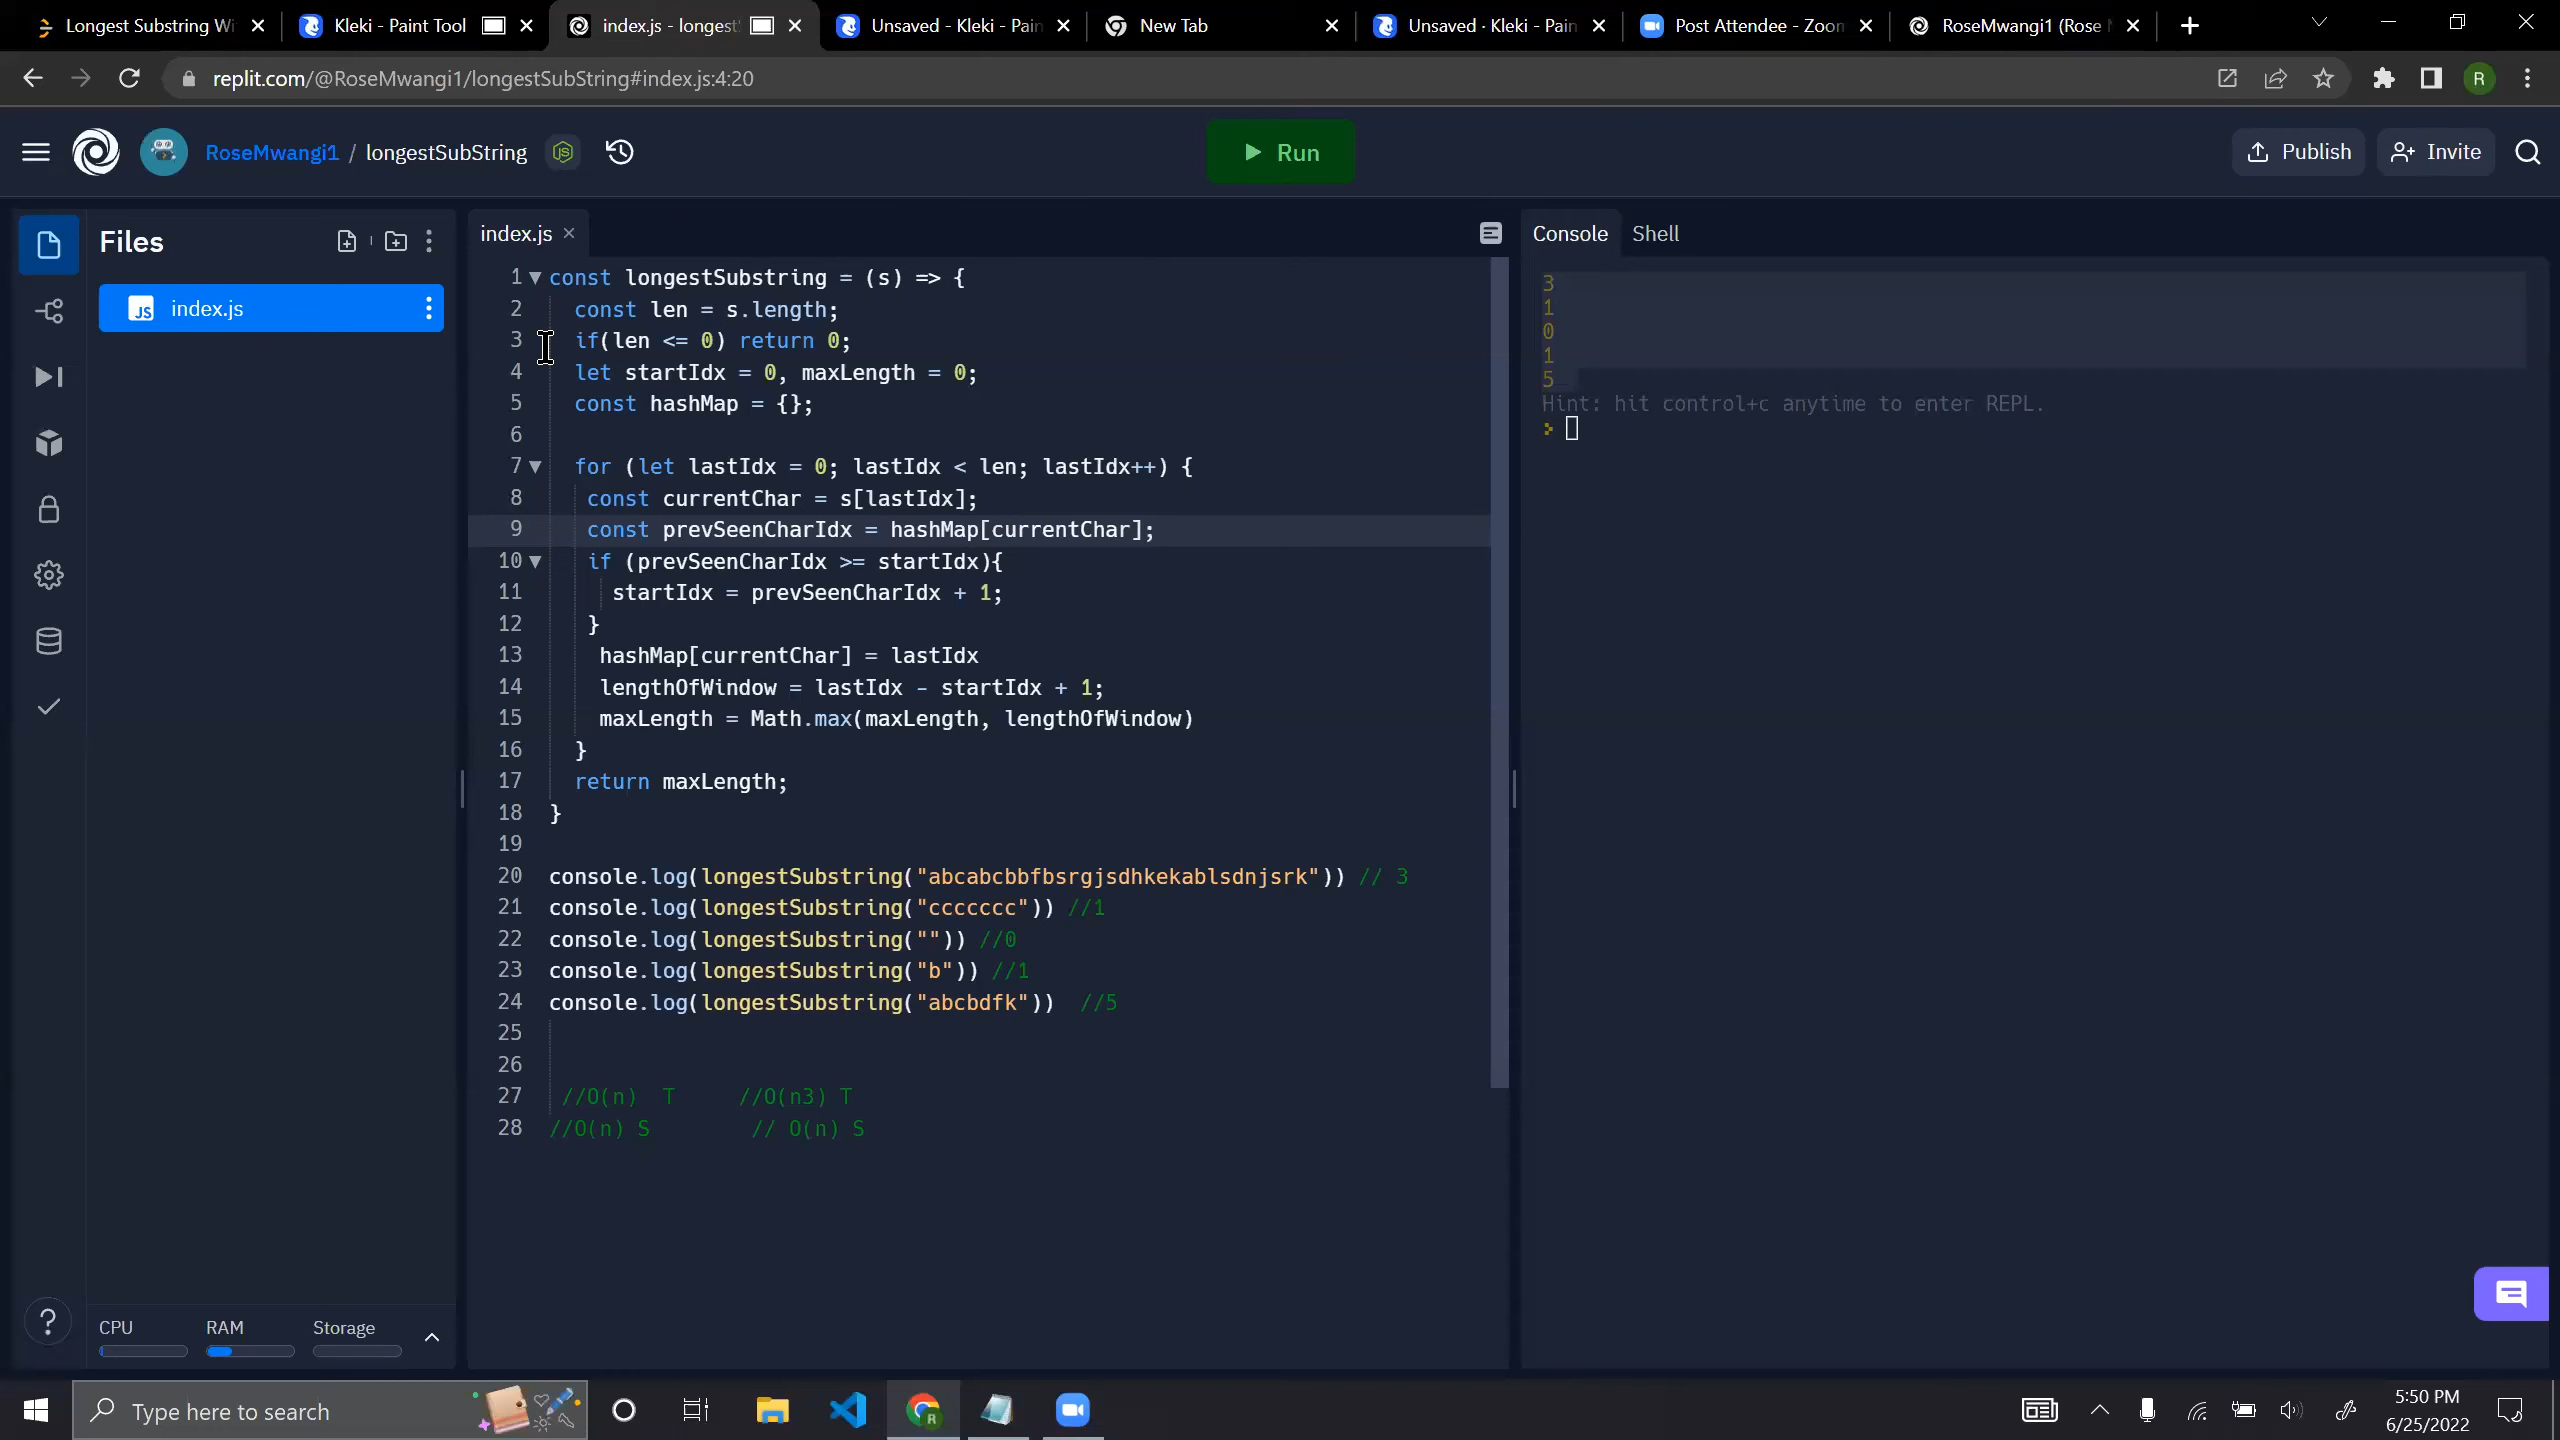 Longest Substring Wi
Kleki - Paint Tool
index.js - longest
Unsaved - Kleki - Pain
New Tab
Unsaved · Kleki - Pain
Post Attendee - Zoom
RoseMwangi1 (Rose
replit.com/@RoseMwangi1/longestSubString#index.js:4:20
R
RoseMwangi1 / longestSubString
Run
Publish
Invite
Files
index.js
Console
Shell
JS index.js
1 const longestSubstring = (s) => {
2 const len = s.length;
3 if(len <= 0) return 0;
4 let startIdx = 0, maxLength = 0;
5 const hashMap = {};
6
7 for (let lastIdx = 0; lastIdx < len; lastIdx++) {
8 const currentChar = s[lastIdx];
9 const prevSeenCharIdx = hashMap[currentChar];
10 if (prevSeenCharIdx >= startIdx){
11 startIdx = prevSeenCharIdx + 1;
12 }
13 hashMap[currentChar] = lastIdx
14 lengthOfWindow = lastIdx - startIdx + 1;
15 maxLength = Math.max(maxLength, lengthOfWindow)
16 }
17 return maxLength;
18 }
19
20 console.log(longestSubstring("abcabcbbfbsrgjsdhkekablsdnjsrk")) // 3
21 console.log(longestSubstring("ccccccc")) //1
22 console.log(longestSubstring("")) //0
23 console.log(longestSubstring("b")) //1
24 console.log(longestSubstring("abcbdfk")) //5
25
26
27 //O(n) T //O(n3) T
28 //O(n) S // O(n) S
3
1
0
1
5
Hint: hit control+c anytime to enter REPL.
CPU
RAM
Storage
Type here to search
5:50 PM
6/25/2022